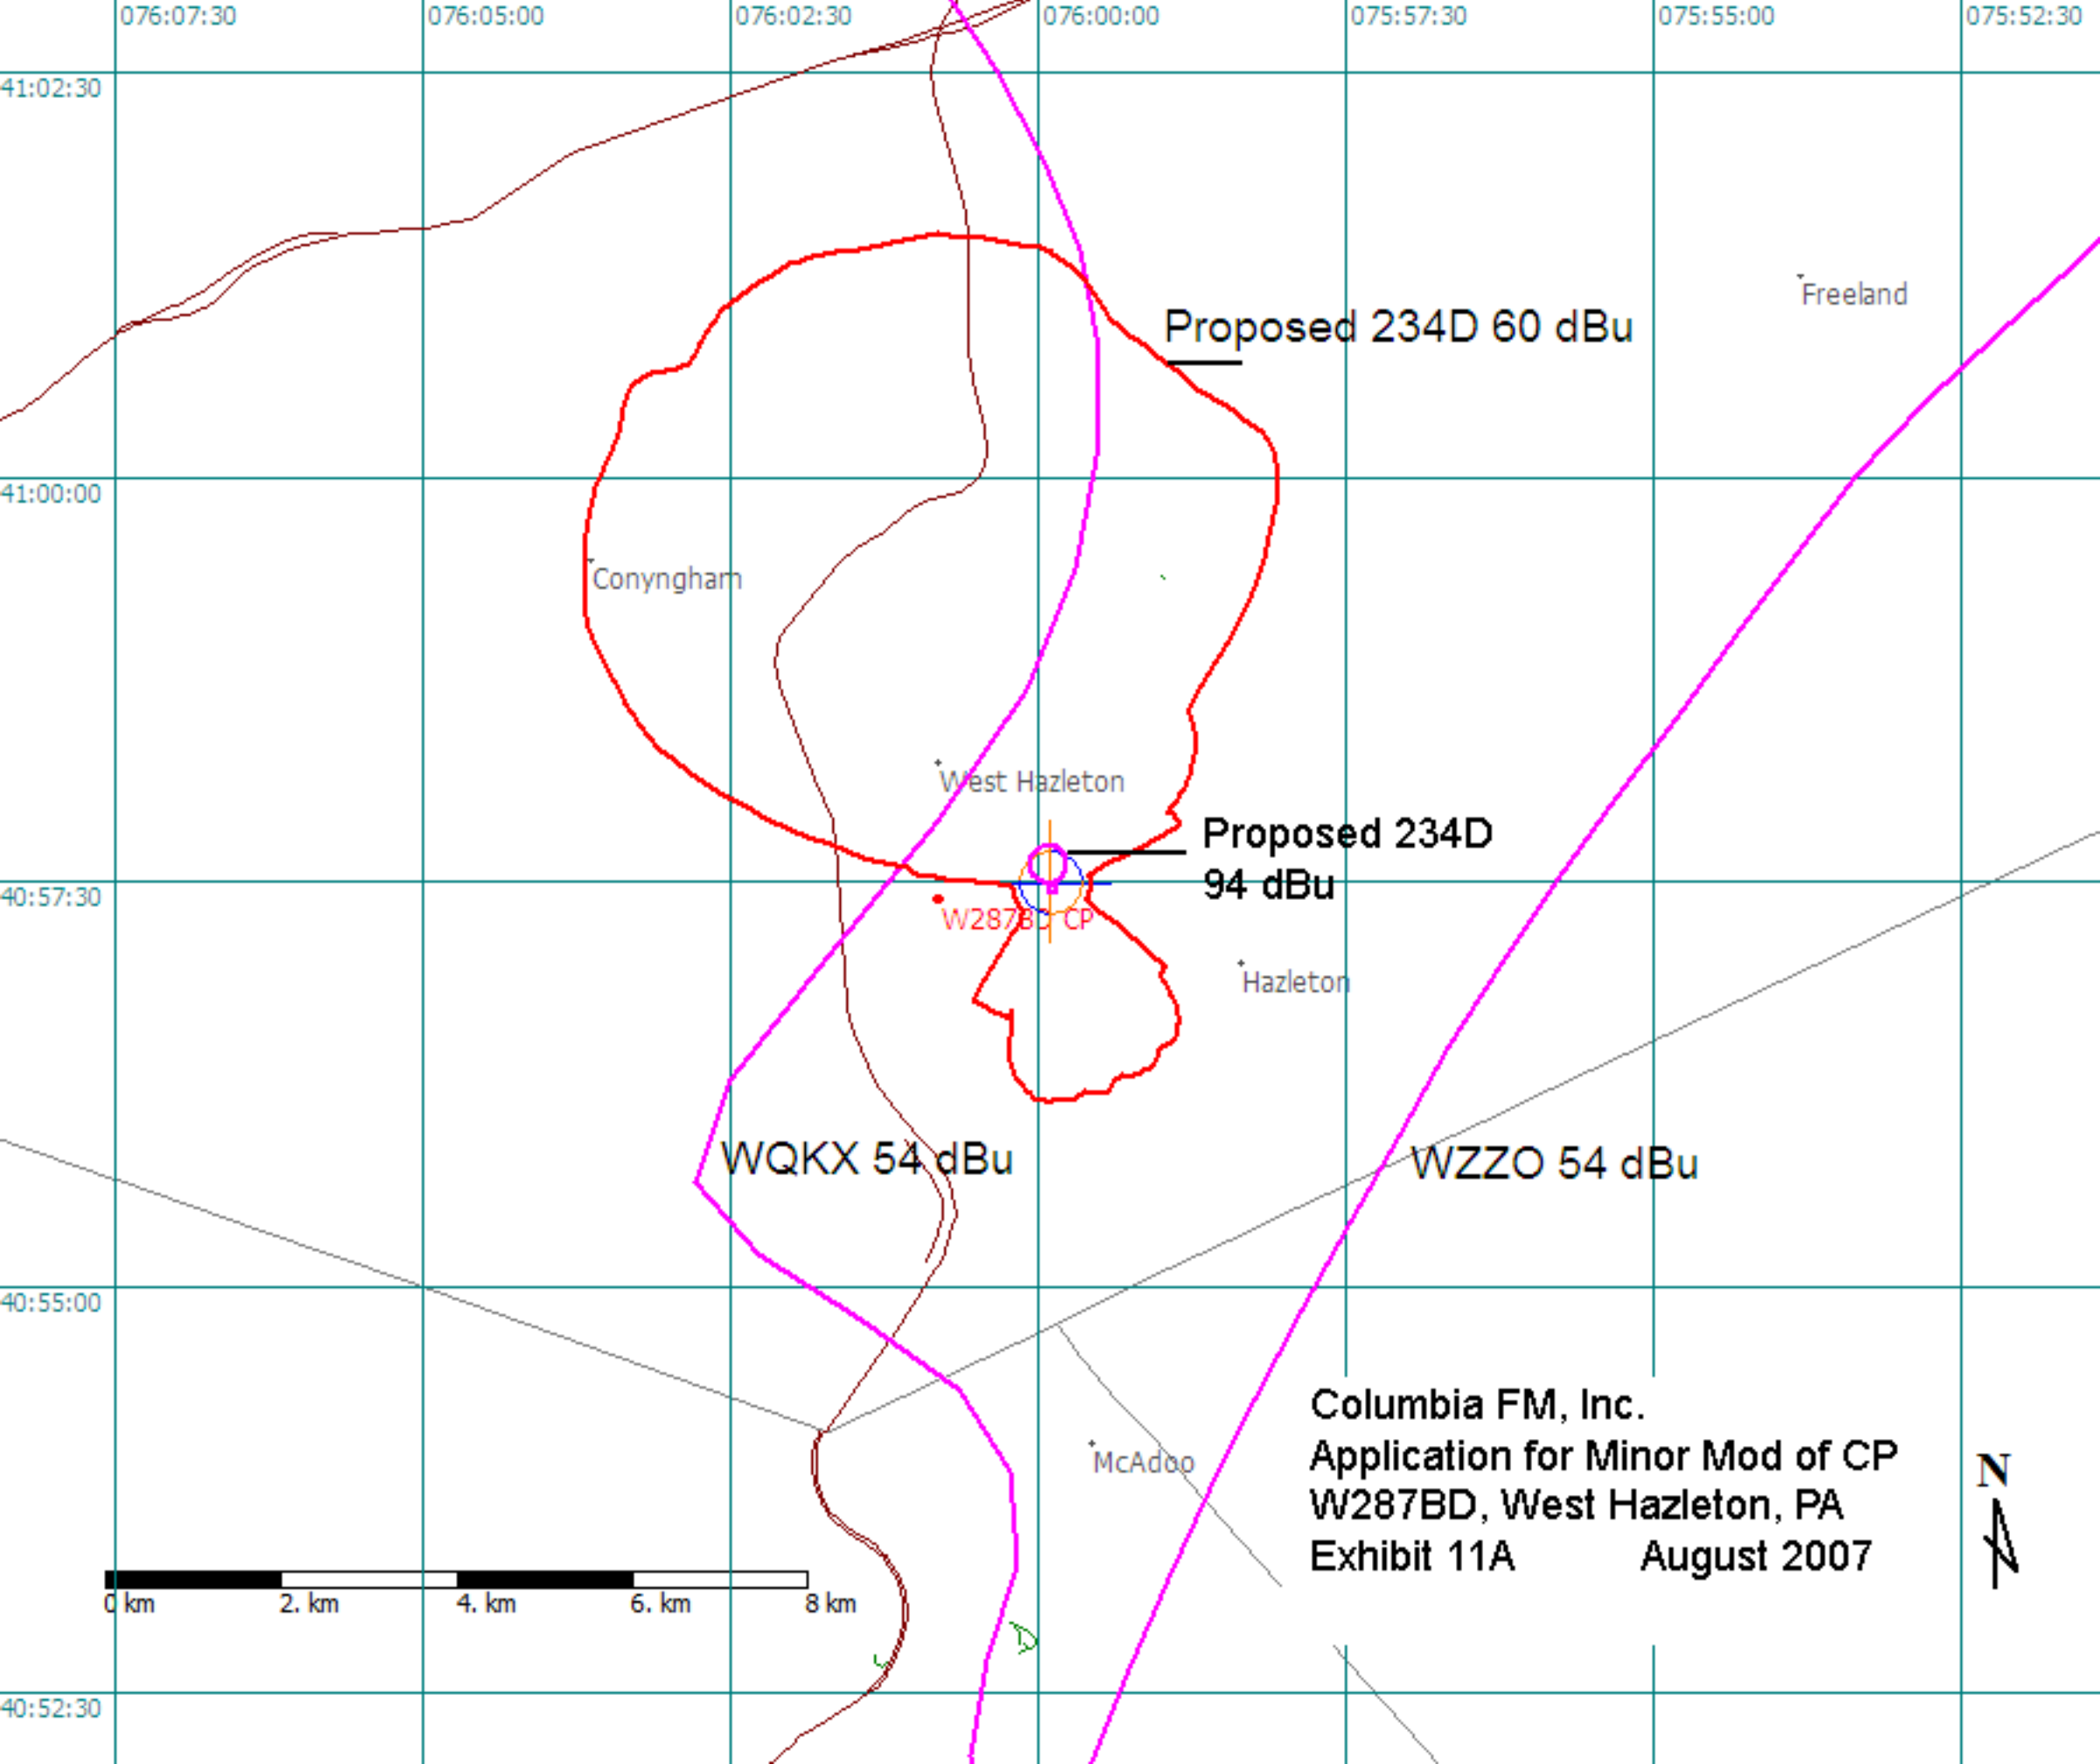 076:07:30
076:05:00
076:02:30
076:00:00
075:57:30
075:55:00
075:52:30
41:02:30
Freeland
Proposed 234D 60 dBu
41:00:00
Conyngham
West Hazleton
Proposed 234D
94 dBu
40:57:30
W287BD CP
Hazleton
WQKX 54 dBu
WZZO 54 dBu
40:55:00
Columbia FM, Inc.
Application for Minor Mod of CP
W287BD, West Hazleton, PA
Exhibit 11A August 2007
N
McAdoo
0 km 2. km 4. km 6. km 8 km
40:52:30